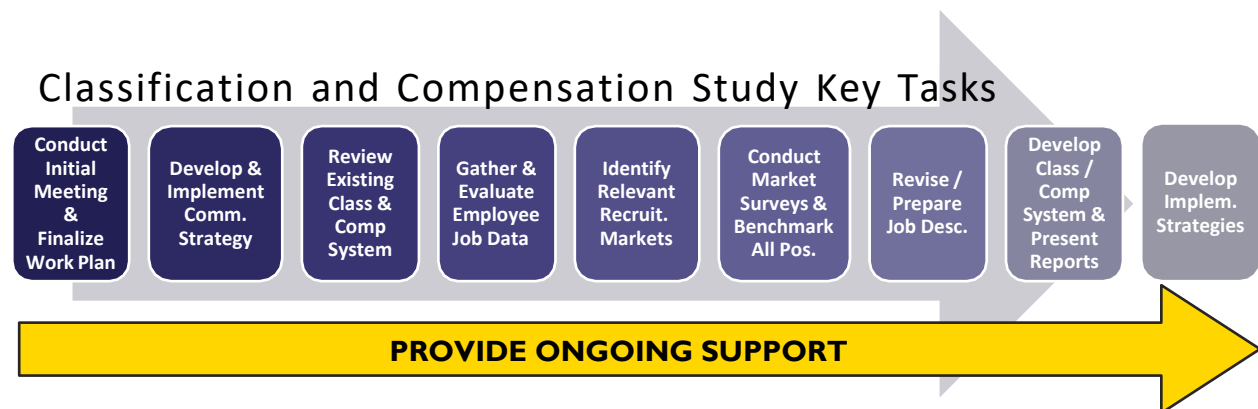 Classification and Compensation Study Key Tasks
Conduct
Initial
Meeting
&
Finalize
Work Plan
Develop &
Implement
Comm.
Strategy
Review
Existing
Class &
Comp
System
Gather &
Evaluate
Employee
Job Data
Identify
Relevant
Recruit.
Markets
Conduct
Market
Surveys &
Benchmark
All Pos.
Revise /
Prepare
Job Desc.
Develop
Class /
Comp
System &
Present
Reports
Develop
Implem.
Strategies
PROVIDE ONGOING SUPPORT